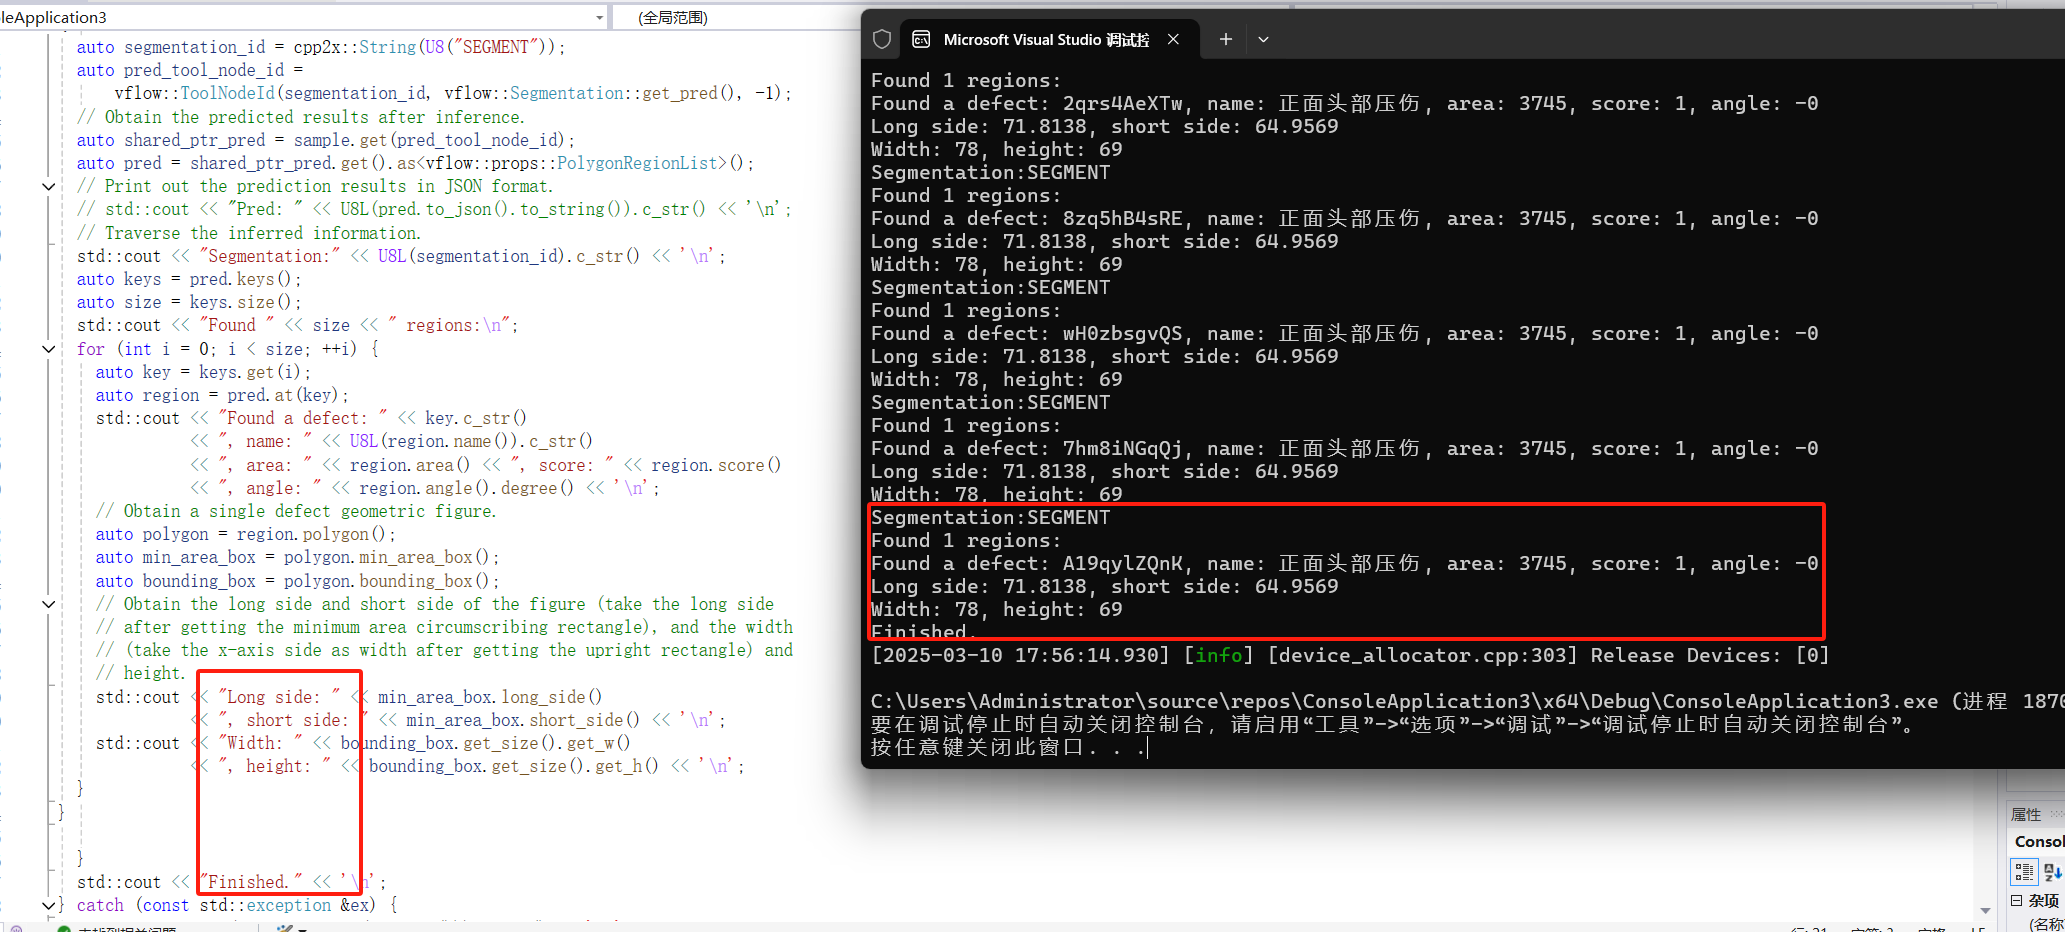 oleApplication3
(全局范围)
auto segmentation_id = cpp2x::String(U8("SEGMENT"));
auto pred_tool_node_id =
vflow::ToolNodeId(segmentation_id, vflow::Segmentation::get_pred(), -1);
// Obtain the predicted results after inference.
auto shared_ptr_pred = sample.get(pred_tool_node_id);
auto pred = shared_ptr_pred.get().as<vflow::props::PolygonRegionList>();
// Print out the prediction results in JSON format.
// std::cout << "Pred: " << U8L(pred.to_json().to_string()).c_str() << '\n';
// Traverse the inferred information.
std::cout << "Segmentation:" << U8L(segmentation_id).c_str() << '\n';
auto keys = pred.keys();
auto size = keys.size();
std::cout << "Found " << size << " regions:\n";
for (int i = 0; i < size; ++i) {
auto key = keys.get(i);
auto region = pred.at(key);
std::cout << "Found a defect: " << key.c_str()
<< ", name: " << U8L(region.name()).c_str()
<< ", area: " << region.area() << ", score: " << region.score()
<< ", angle: " << region.angle().degree() << '\n';
// Obtain a single defect geometric figure.
auto polygon = region.polygon();
auto min_area_box = polygon.min_area_box();
auto bounding_box = polygon.bounding_box();
// Obtain the long side and short side of the figure (take the long side
// after getting the minimum area circumscribing rectangle), and the width
// (take the x-axis side as width after getting the upright rectangle) and
// height.
std::cout << "Long side: " << min_area_box.long_side()
<< ", short side: " << min_area_box.short_side() << '\n';
std::cout << "Width: " << bounding_box.get_size().get_w()
<< ", height: " << bounding_box.get_size().get_h() << '\n';
}
}
}
std::cout << "Finished." << '\n';
} catch (const std::exception &ex) {
Microsoft Visual Studio 调试控
Found 1 regions:
Found a defect: 2qrs4AeXTw, name: 正面头部压伤, area: 3745, score: 1, angle: -0
Long side: 71.8138, short side: 64.9569
Width: 78, height: 69
Segmentation:SEGMENT
Found 1 regions:
Found a defect: 8zq5hB4sRE, name: 正面头部压伤, area: 3745, score: 1, angle: -0
Long side: 71.8138, short side: 64.9569
Width: 78, height: 69
Segmentation:SEGMENT
Found 1 regions:
Found a defect: wH0zbsgvQS, name: 正面头部压伤, area: 3745, score: 1, angle: -0
Long side: 71.8138, short side: 64.9569
Width: 78, height: 69
Segmentation:SEGMENT
Found 1 regions:
Found a defect: 7hm8iNGqQj, name: 正面头部压伤, area: 3745, score: 1, angle: -0
Long side: 71.8138, short side: 64.9569
Width: 78, height: 69
Segmentation:SEGMENT
Found 1 regions:
Found a defect: A19qylZQnK, name: 正面头部压伤, area: 3745, score: 1, angle: -0
Long side: 71.8138, short side: 64.9569
Width: 78, height: 69
Finished.
[2025-03-10 17:56:14.930] [info] [device_allocator.cpp:303] Release Devices: [0]
C:\Users\Administrator\source\repos\ConsoleApplication3\x64\Debug\ConsoleApplication3.exe (进程 1870
要在调试停止时自动关闭控制台，请启用“工具”->“选项”->“调试”->“调试停止时自动关闭控制台”。
按任意键关闭此窗口. . .
属性
Consol
杂项
(名称